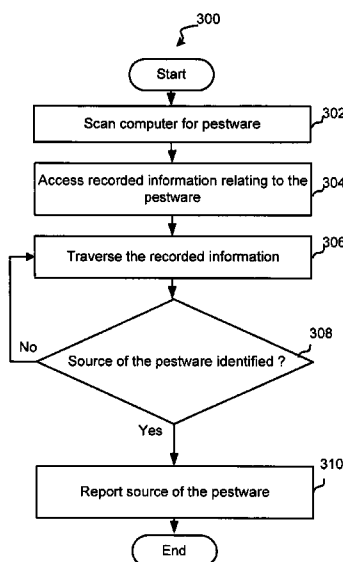 300
Start
Scan computer for pestware
302
Access recorded information relating to the
pestware
304
Traverse the recorded information
306
Source of the pestware identified ?
308
No
Yes
Report source of the pestware
310
End